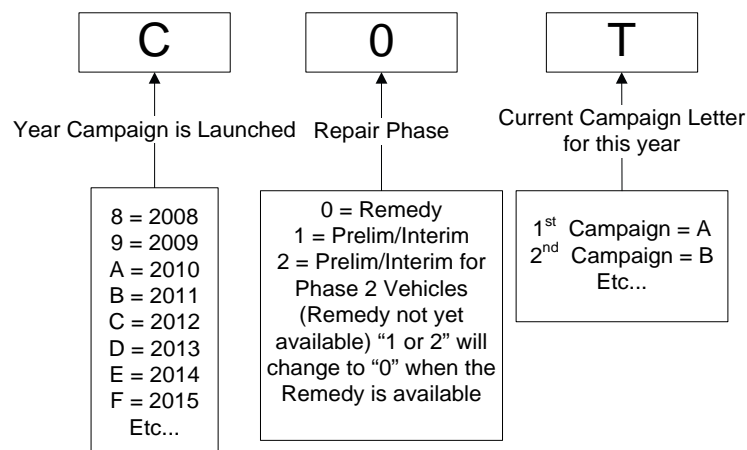 C
0
T
Year Campaign is Launched
Repair Phase
Current Campaign Letter
for this year
8 = 2008
9 = 2009
A = 2010
B = 2011
C = 2012
D = 2013
E = 2014
F = 2015
Etc...
0 = Remedy
1 = Prelim/Interim
2 = Prelim/Interim for
Phase 2 Vehicles
(Remedy not yet
available) “1 or 2” will
change to “0” when the
Remedy is available
1st Campaign = A
2nd Campaign = B
Etc...